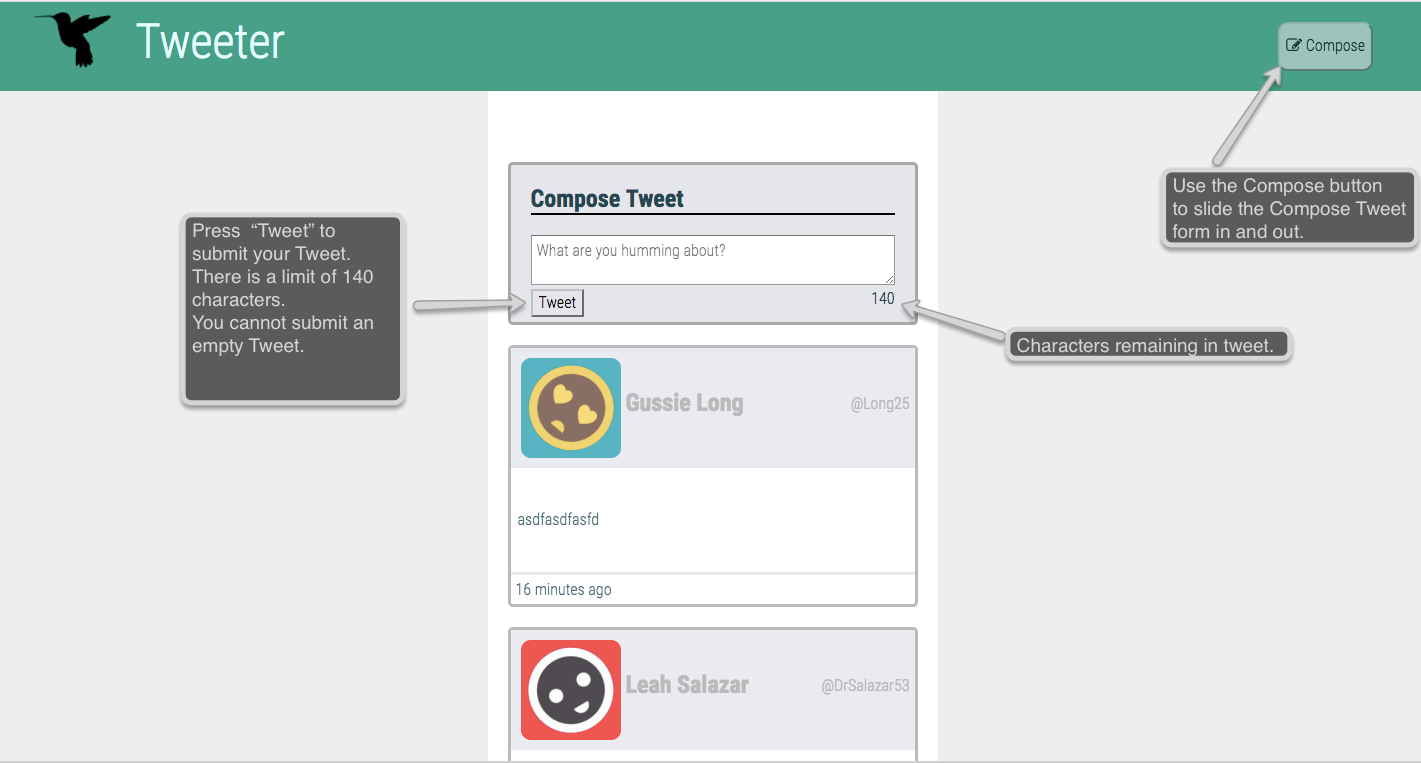 Tweeter
Compose
Use the Compose button
to slide the Compose Tweet
form in and out.
Compose Tweet
What are you humming about?
Tweet
140
Press  “Tweet” to
submit your Tweet.
There is a limit of 140
characters.
You cannot submit an
empty Tweet.
Characters remaining in tweet.
Gussie Long
@Long25
asdfasdfasfd
16 minutes ago
Leah Salazar
@DrSalazar53